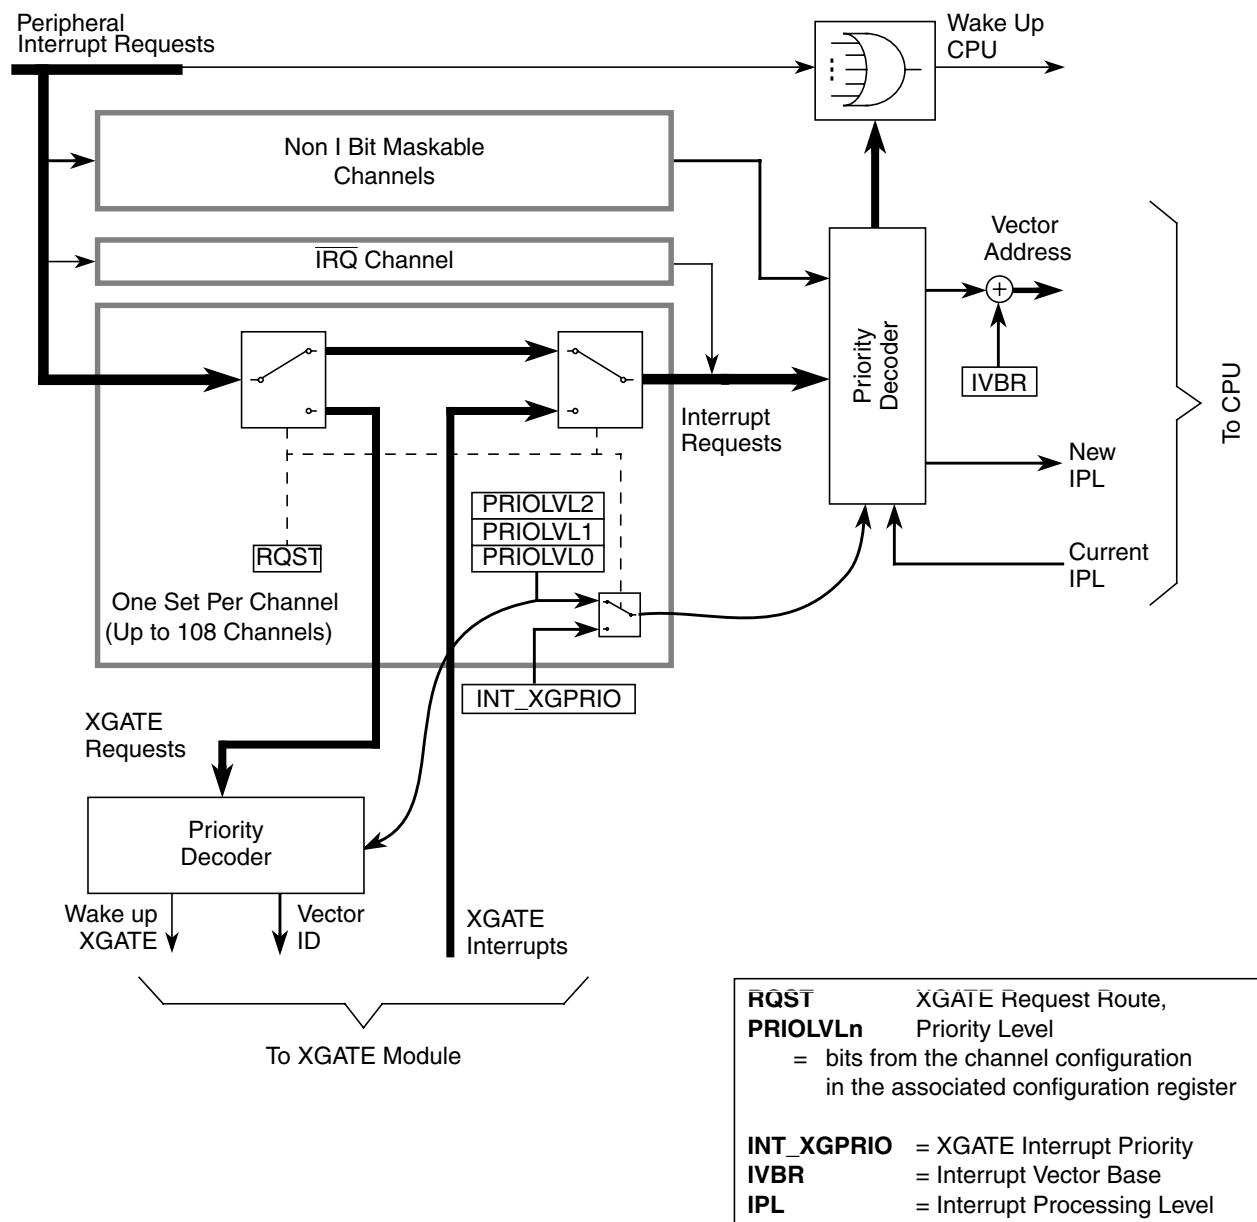 Peripheral
Interrupt Requests
Wake Up
CPU
Non I Bit Maskable
Channels
IRQ Channel
Vector
Address
Priority
Decoder
IVBR
To CPU
Interrupt
Requests
New
IPL
PRIOLVL2
PRIOLVL1
PRIOLVL0
RQST
Current
IPL
One Set Per Channel
(Up to 108 Channels)
INT_XGPRIO
XGATE
Requests
Priority
Decoder
Wake up
XGATE
Vector
ID
XGATE
Interrupts
To XGATE Module
RQST XGATE Request Route,
PRIOLVLn Priority Level
= bits from the channel configuration
in the associated configuration register
INT_XGPRIO = XGATE Interrupt Priority
IVBR = Interrupt Vector Base
IPL = Interrupt Processing Level